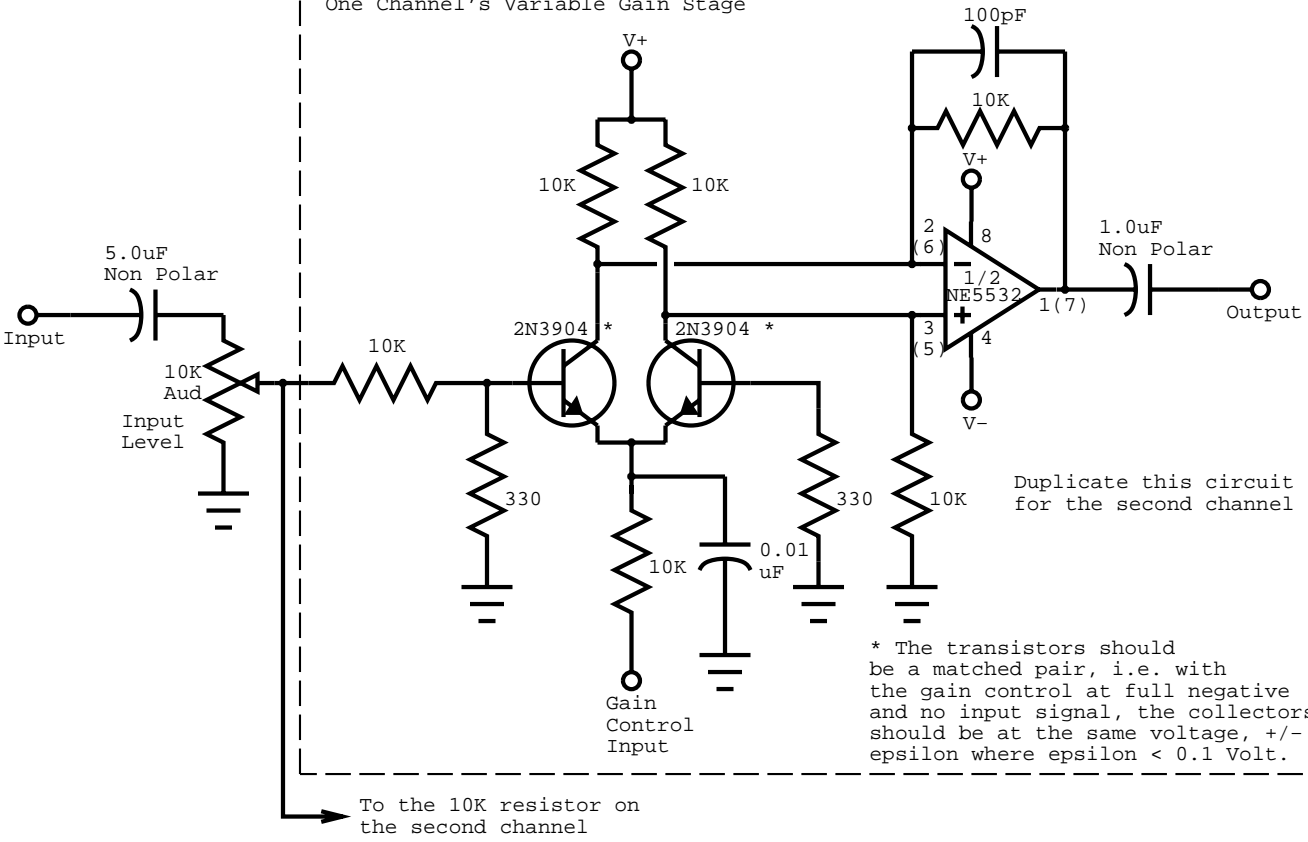 One Channel's Variable Gain Stage
100pF
V+
10K
V+
10K
10K
2
(6)
8
1.0uF
Non Polar
5.0uF
Non Polar
1/2
NE5532
1(7)
Input
Output
2N3904 *
2N3904 *
3
(5)
4
10K
10K
Aud
Input
Level
V-
330
330
10K
Duplicate this circuit
for the second channel
10K
0.01
uF
* The transistors should
be a matched pair, i.e. with
the gain control at full negative
and no input signal, the collectors
should be at the same voltage, +/-
epsilon where epsilon < 0.1 Volt.
Gain
Control
Input
To the 10K resistor on
the second channel